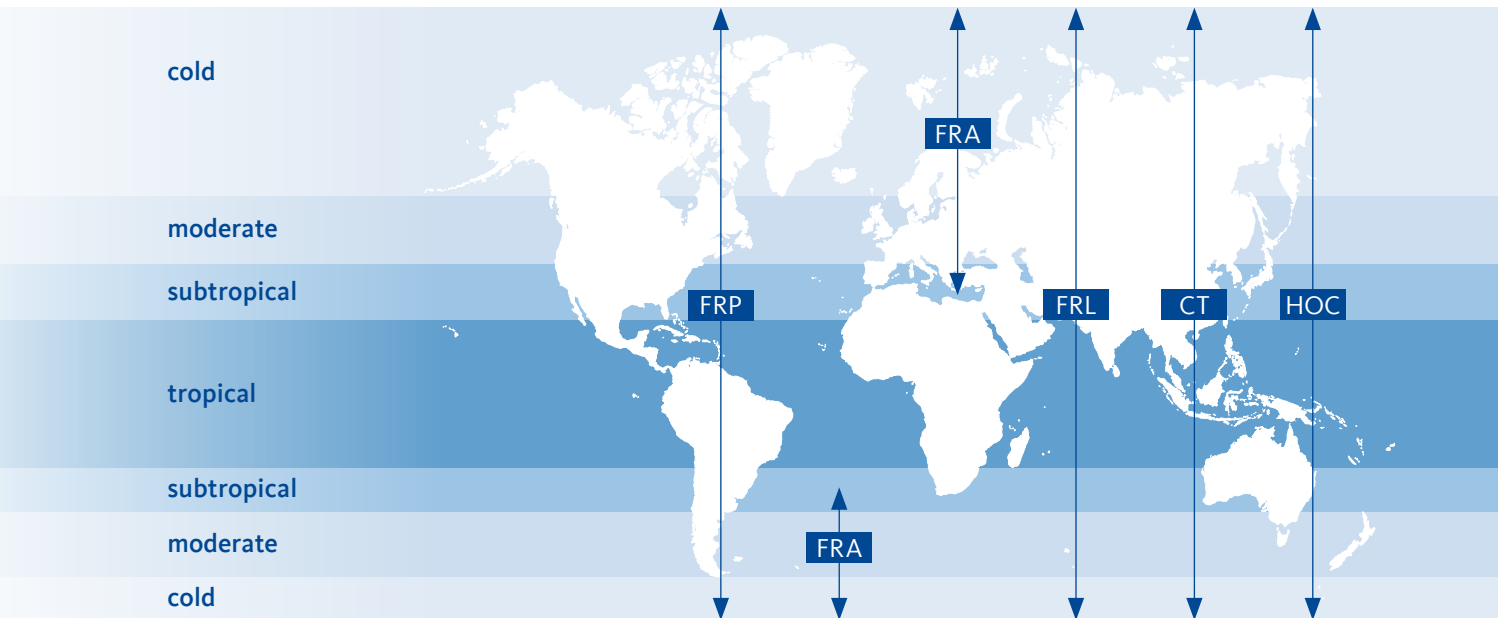 cold
FRA
moderate
subtropical
FRP
FRL
CT
HOC
tropical
subtropical
moderate
FRA
cold